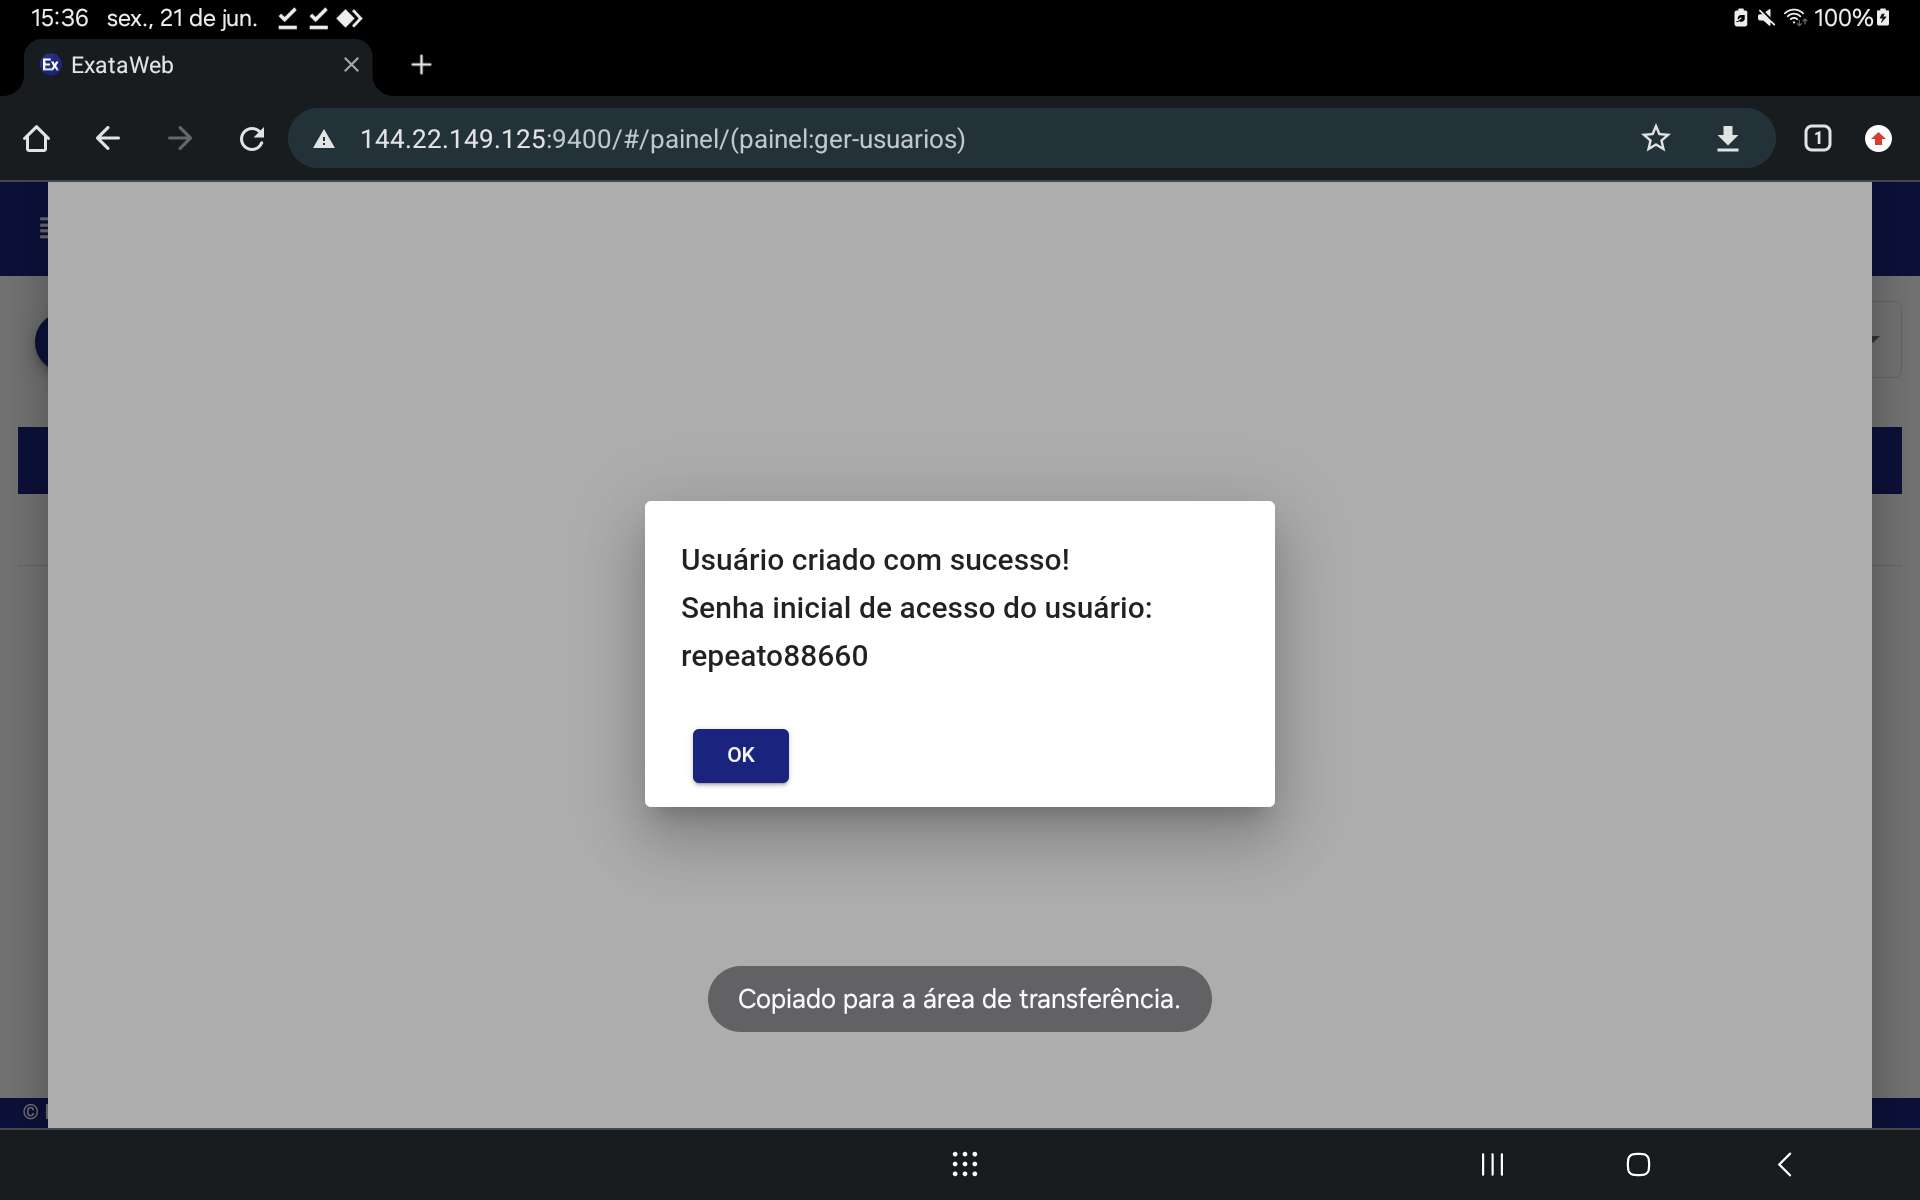 15:36 sex., 21 de jun. 100%
Ex ExataWeb
144.22.149.125:9400/#/painel/(painel:ger-usuarios) 1
Usuário criado com sucesso!
Senha inicial de acesso do usuário:
repeato88660
OK
Copiado para a área de transferência.
©